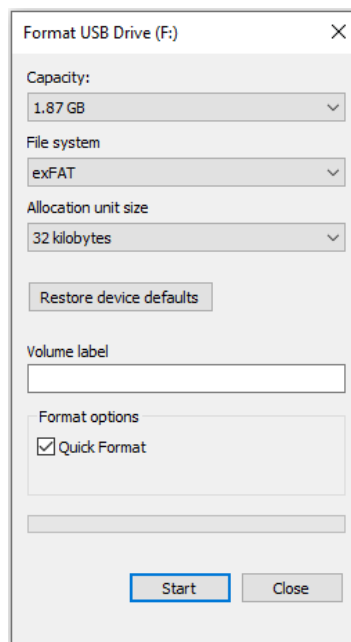 Format USB Drive (F:)
Capacity:
1.87 GB
File system
exFAT
Allocation unit size
32 kilobytes
Restore device defaults
Volume label
Format options
Quick Format
Start
Close